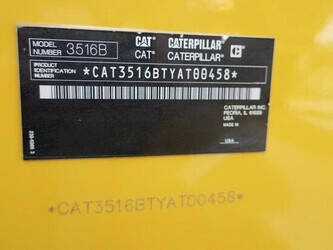 MODEL NUMBER 3516B CAT® CATERPILLAR® C
CAT® CATERPILLAR®
PRODUCT IDENTIFICATION NUMBER *CAT3516BTYAT00458*
CATERPILLAR INC.
PEORIA, IL 61629
USA
MADE IN
USA
*CAT3516BTYAT00458*